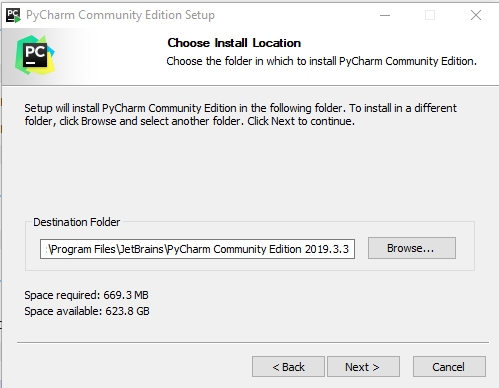 PyCharm Community Edition Setup
PC
Choose Install Location
Choose the folder in which to install PyCharm Community Edition.
Setup will install PyCharm Community Edition in the following folder. To install in a different
folder, click Browse and select another folder. Click Next to continue.
Destination Folder
:\Program Files\JetBrains\PyCharm Community Edition 2019.3.3
Browse...
Space required: 669.3 MB
Space available: 623.8 GB
< Back
Next >
Cancel